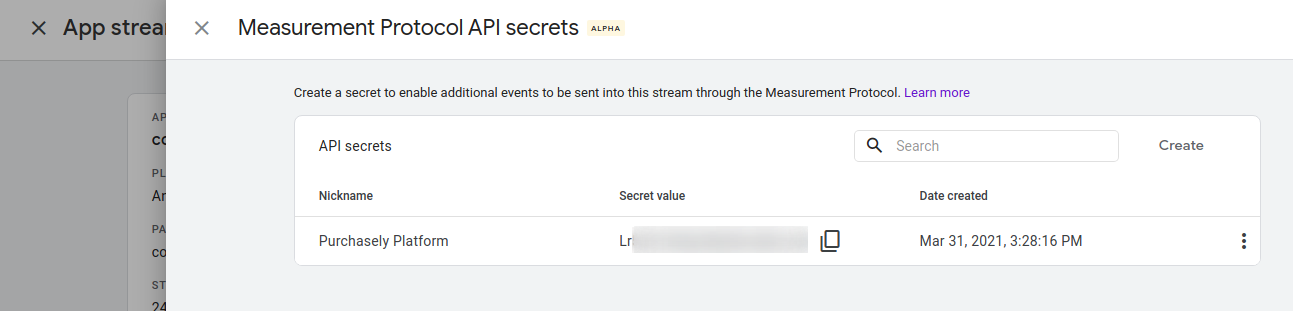 App strea
Measurement Protocol API secrets ALPHA
Create a secret to enable additional events to be sent into this stream through the Measurement Protocol. Learn more
AP
co
PL
An
PA
co
ST
24
API secrets
Search
Create
Nickname
Secret value
Date created
Purchasely Platform
Lr
Mar 31, 2021, 3:28:16 PM